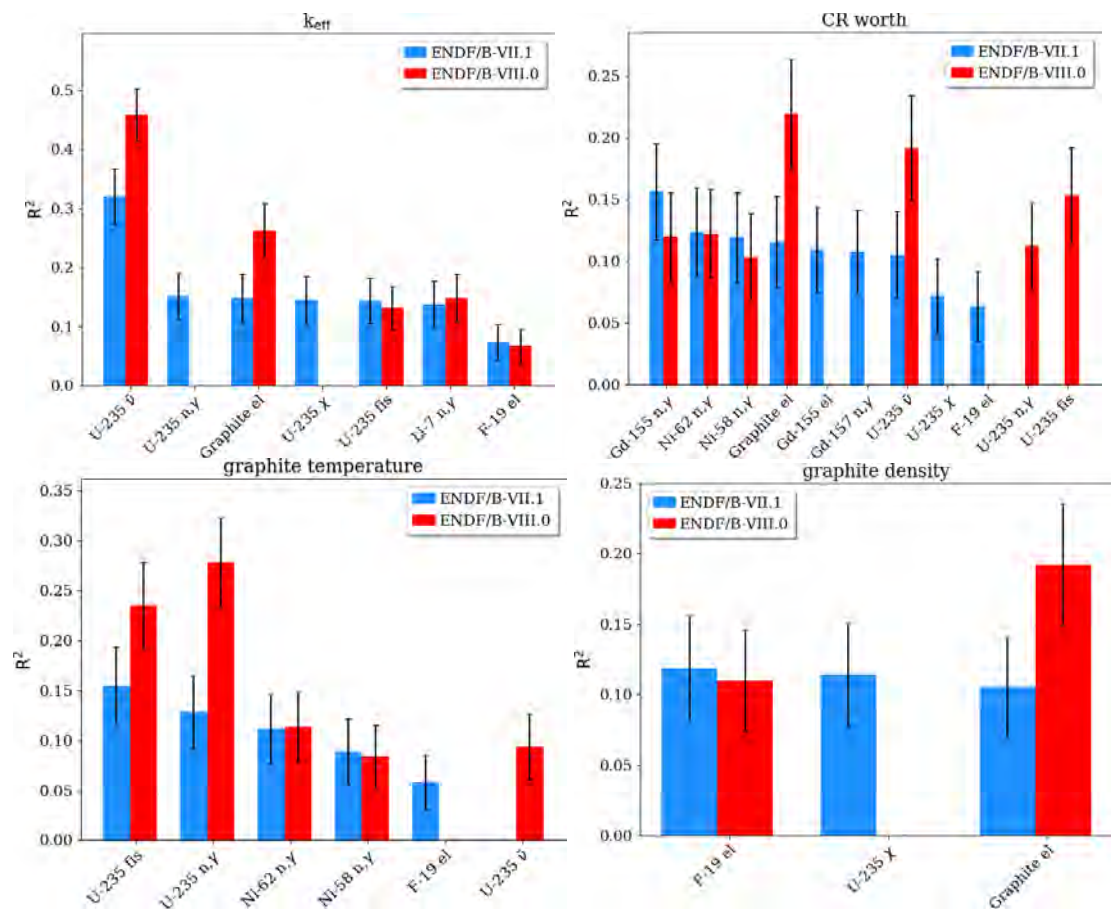 k_eff
R²
0.5
0.4
0.3
0.2
0.1
0.0
ENDF/B-VII.1
ENDF/B-VIII.0
U-235 ν̄
U-235 n,γ
Graphite el
U-235 χ
U-235 fis
Li-7 n,γ
F-19 el
CR worth
R²
0.25
0.20
0.15
0.10
0.05
0.00
ENDF/B-VII.1
ENDF/B-VIII.0
Gd-155 n,γ
Ni-62 n,γ
Ni-58 n,γ
Graphite el
Gd-155 el
Gd-157 n,γ
U-235 ν̄
U-235 χ
F-19 el
U-235 n,γ
U-235 fis
graphite temperature
R²
0.35
0.30
0.25
0.20
0.15
0.10
0.05
0.00
ENDF/B-VII.1
ENDF/B-VIII.0
U-235 fis
U-235 n,γ
Ni-62 n,γ
Ni-58 n,γ
F-19 el
U-235 ν̄
graphite density
R²
0.20
0.15
0.10
0.05
0.00
ENDF/B-VII.1
ENDF/B-VIII.0
F-19 el
U-235 χ
Graphite el